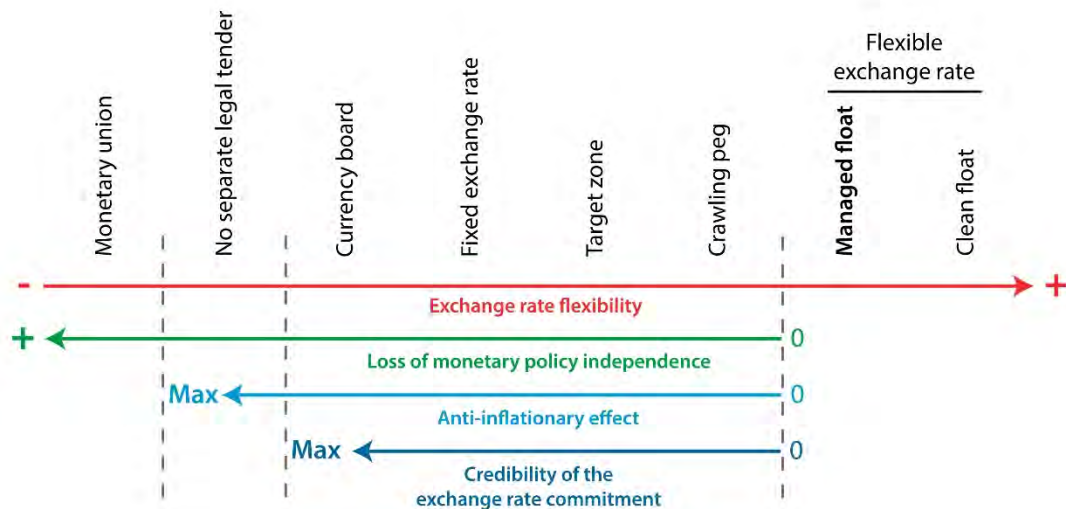 Flexible
exchange rate
Monetary union
No separate legal tender
Currency board
Fixed exchange rate
Target zone
Crawling peg
Managed float
Clean float
- +
Exchange rate flexibility
+ 0
Loss of monetary policy independence
Max 0
Anti-inflationary effect
Max 0
Credibility of the
exchange rate commitment